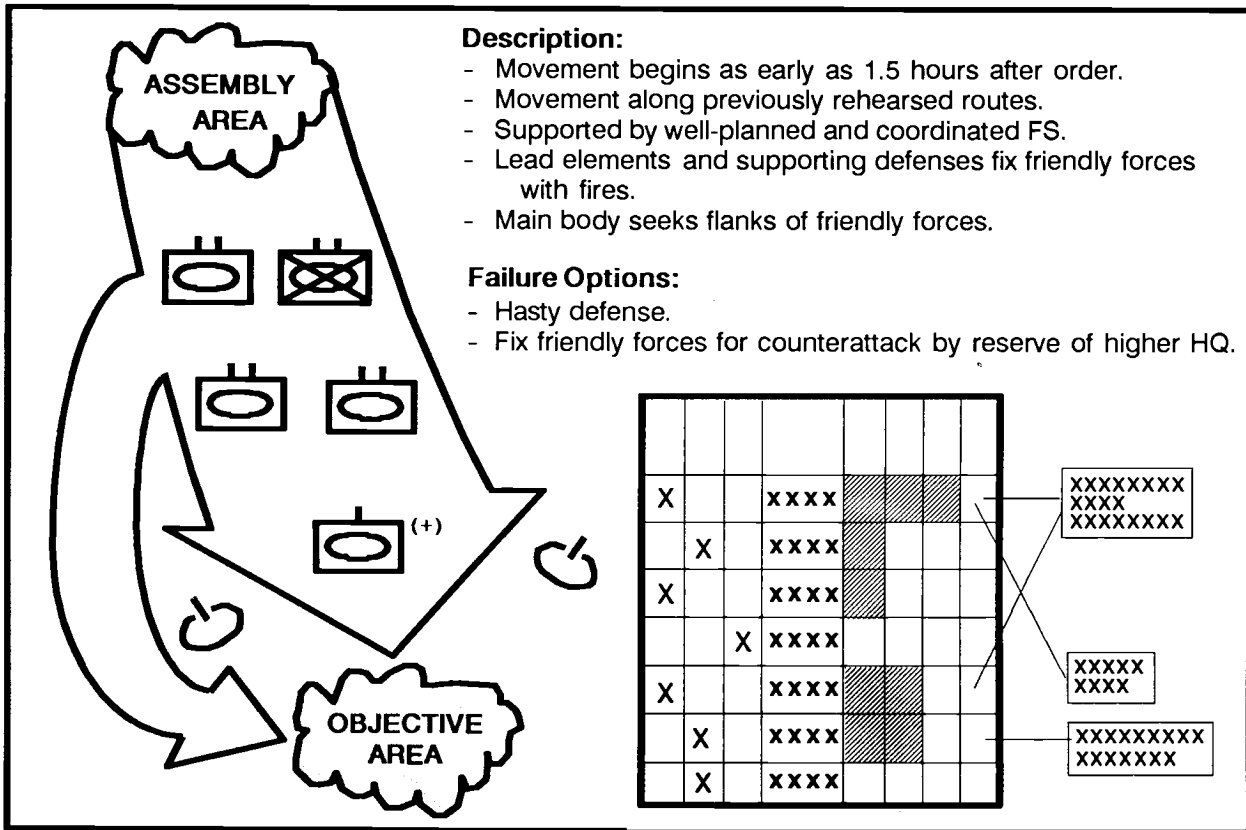 ASSEMBLY
AREA
Description:
- Movement begins as early as 1.5 hours after order.
- Movement along previously rehearsed routes.
- Supported by well-planned and coordinated FS.
- Lead elements and supporting defenses fix friendly forces
with fires.
- Main body seeks flanks of friendly forces.
Failure Options:
- Hasty defense.
- Fix friendly forces for counterattack by reserve of higher HQ.
(+)
OBJECTIVE
AREA
X xxxx
X xxxx
X xxxx
X xxxx
X xxxx
X xxxx
X xxxx
XXXXXXXX
XXXX
XXXXXXXX
XXXXX
XXXX
XXXXXXXXX
XXXXXXX